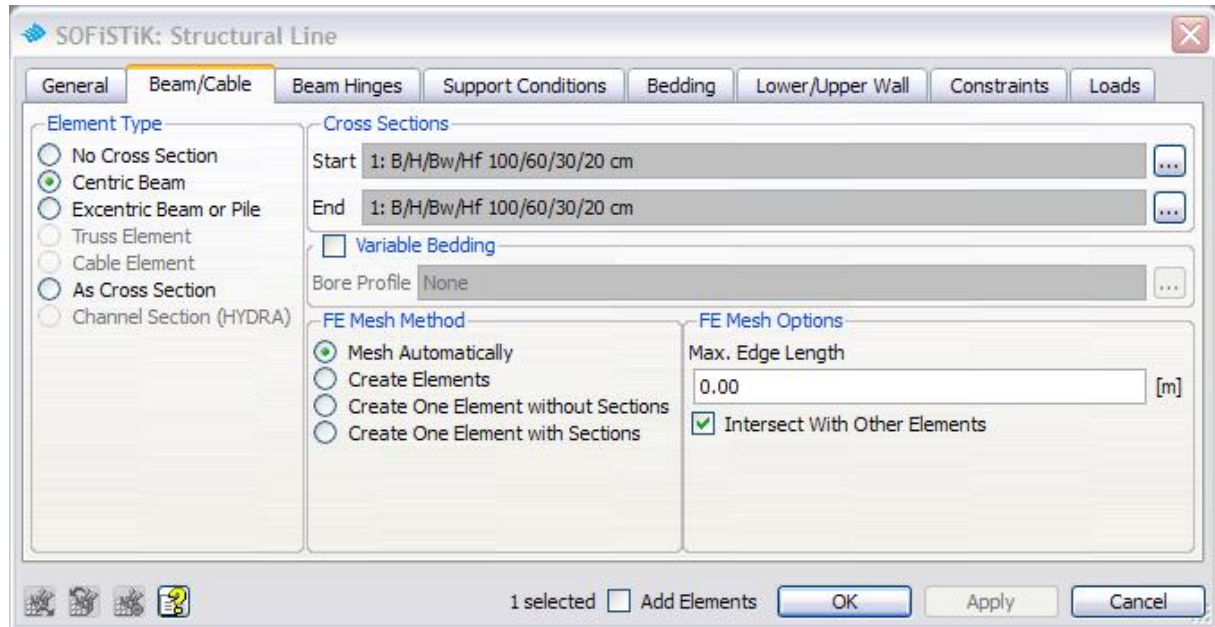 SOFiSTiK: Structural Line
General
Beam/Cable
Beam Hinges
Support Conditions
Bedding
Lower/Upper Wall
Constraints
Loads
Element Type
No Cross Section
Centric Beam
Excentric Beam or Pile
Truss Element
Cable Element
As Cross Section
Channel Section (HYDRA)
Cross Sections
Start 1: B/H/Bw/Hf 100/60/30/20 cm ...
End 1: B/H/Bw/Hf 100/60/30/20 cm ...
Variable Bedding
Bore Profile None ...
FE Mesh Method
Mesh Automatically
Create Elements
Create One Element without Sections
Create One Element with Sections
FE Mesh Options
Max. Edge Length
0.00 [m]
Intersect With Other Elements
1 selected Add Elements OK Apply Cancel